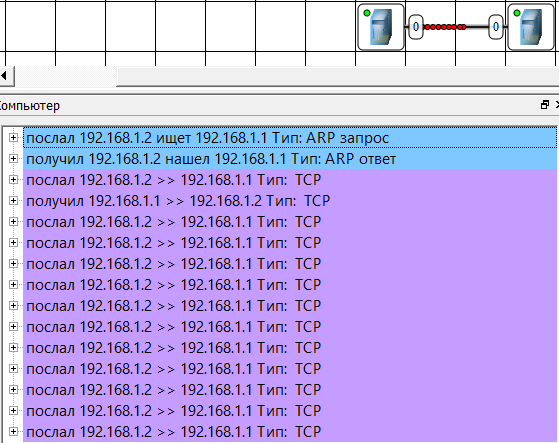 0 0
Компьютер
послал 192.168.1.2 ищет 192.168.1.1 Тип: ARP запрос
получил 192.168.1.2 нашел 192.168.1.1 Тип: ARP ответ
послал 192.168.1.2 >> 192.168.1.1 Тип: TCP
получил 192.168.1.1 >> 192.168.1.2 Тип: TCP
послал 192.168.1.2 >> 192.168.1.1 Тип: TCP
послал 192.168.1.2 >> 192.168.1.1 Тип: TCP
послал 192.168.1.2 >> 192.168.1.1 Тип: TCP
послал 192.168.1.2 >> 192.168.1.1 Тип: TCP
послал 192.168.1.2 >> 192.168.1.1 Тип: TCP
послал 192.168.1.2 >> 192.168.1.1 Тип: TCP
послал 192.168.1.2 >> 192.168.1.1 Тип: TCP
послал 192.168.1.2 >> 192.168.1.1 Тип: TCP
послал 192.168.1.2 >> 192.168.1.1 Тип: TCP
послал 192.168.1.2 >> 192.168.1.1 Тип: TCP
послал 192.168.1.2 >> 192.168.1.1 Тип: TCP